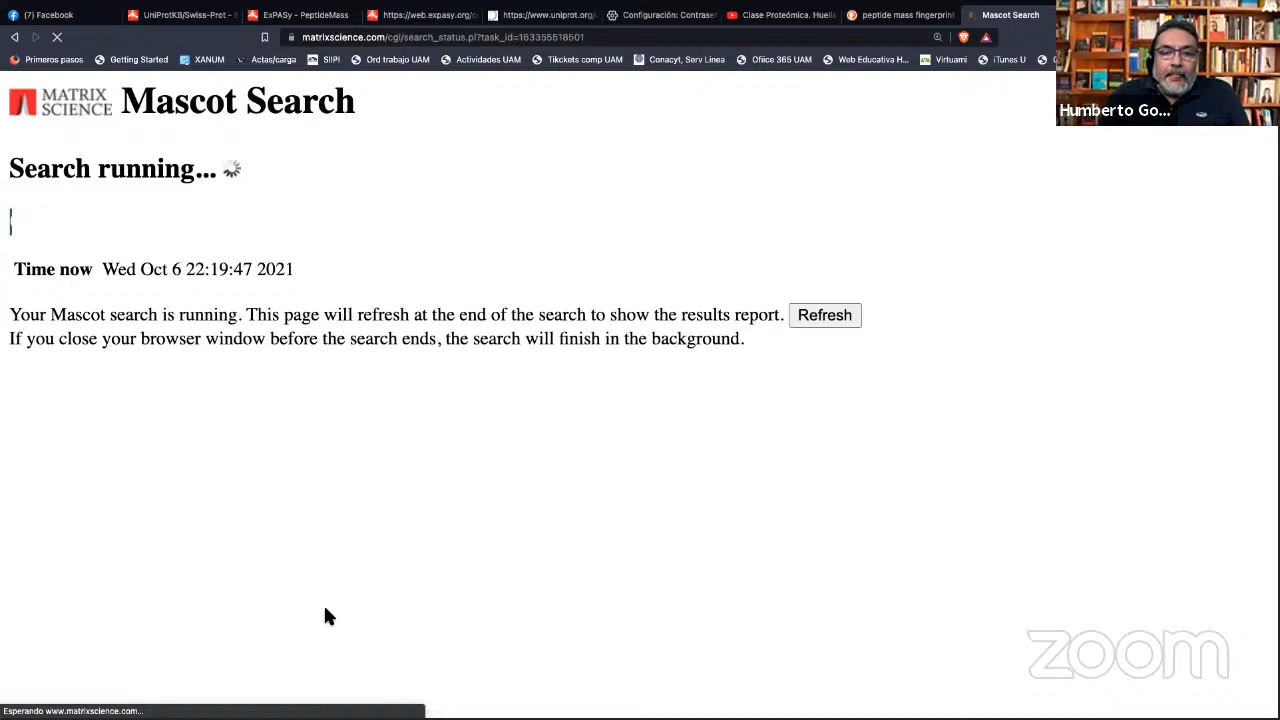 (7) Facebook
UniProtKB/Swiss-Prot - S
ExPASy - PeptideMass
https://web.expasy.org/c
https://www.uniprot.org/
Configuración: Contraseñ
Clase Proteómica. Huell
peptide mass fingerprint
Mascot Search
matrixscience.com/cgi/search_status.pl?task_id=163355518501
Primeros pasos
Getting Started
XANUM
Actas/carga
SIIPI
Ord trabajo UAM
Actividades UAM
Tikckets comp UAM
Conacyt, Serv Linea
Ofiice 365 UAM
Web Educativa H...
Virtuami
iTunes U
Humberto Go...
MATRIX
SCIENCE
Mascot Search
Search running...
Time now Wed Oct 6 22:19:47 2021
Your Mascot search is running. This page will refresh at the end of the search to show the results report. Refresh
If you close your browser window before the search ends, the search will finish in the background.
zoom
Esperando www.matrixscience.com...